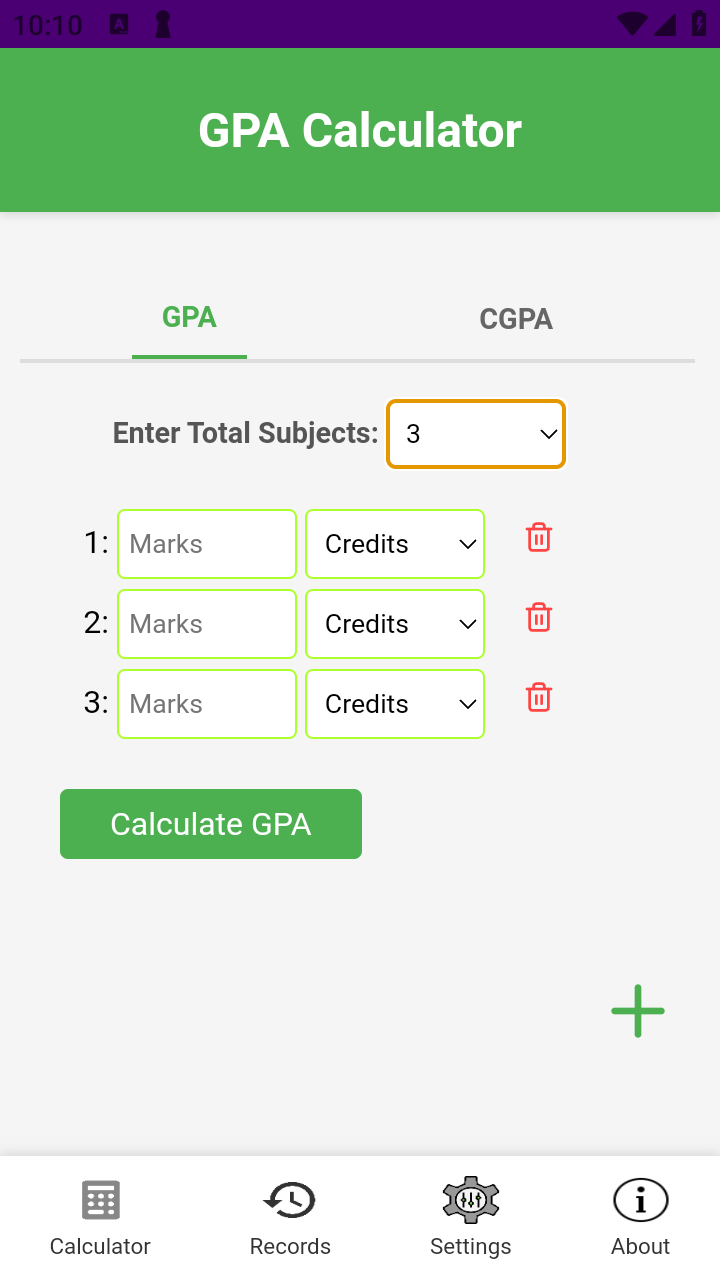 10:10
GPA Calculator
GPA CGPA
Enter Total Subjects: 3
1: Marks Credits
2: Marks Credits
3: Marks Credits
Calculate GPA
Calculator Records Settings About